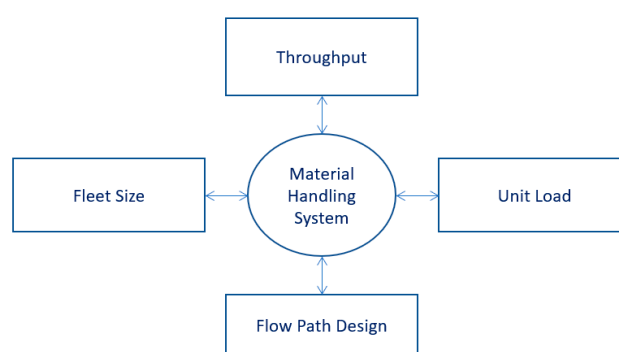 Throughput
Fleet Size
Material
Handling
System
Unit Load
Flow Path Design